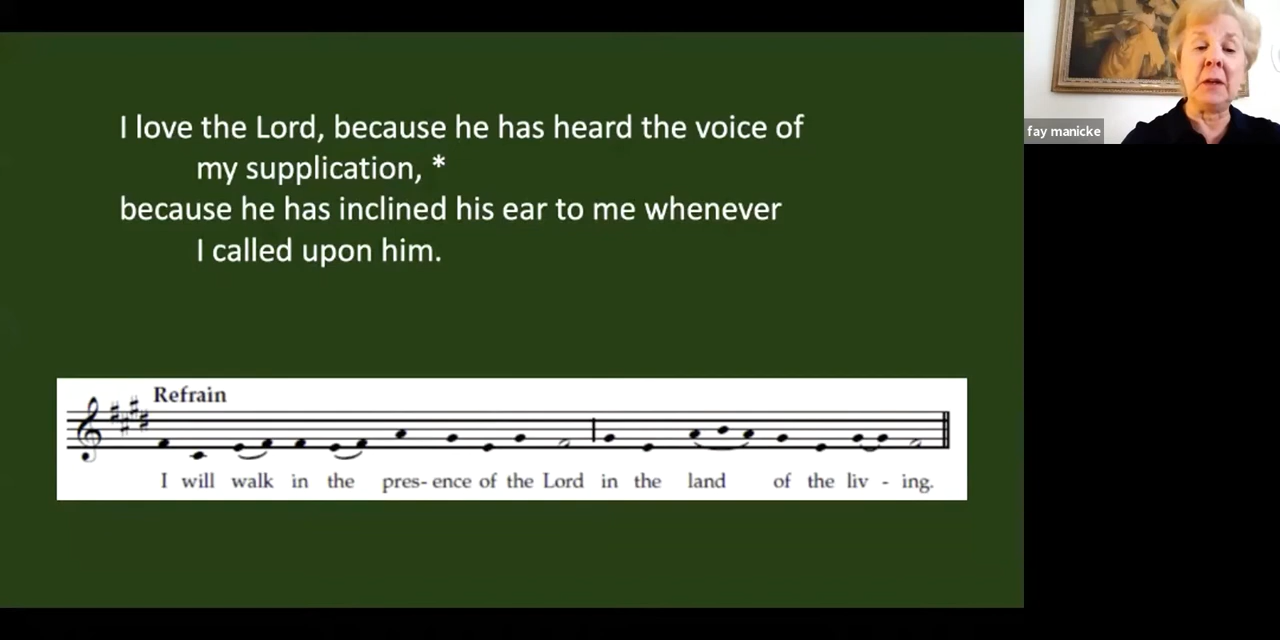 I love the Lord, because he has heard the voice of
my supplication, *
because he has inclined his ear to me whenever
I called upon him.
Refrain
I will walk in the pres- ence of the Lord in the land of the liv - ing.
fay manicke